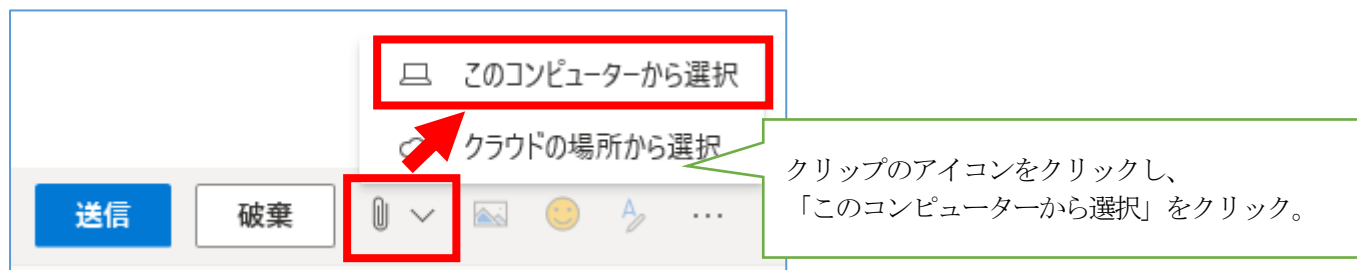 このコンピューターから選択
クラウドの場所から選択
クリップのアイコンをクリックし、
「このコンピューターから選択」をクリック。
送信
破棄